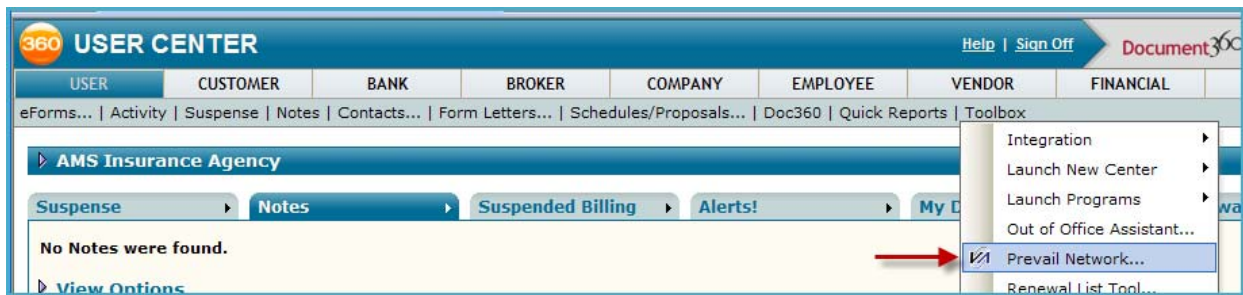 360 USER CENTER Help | Sign Off Document360
USER CUSTOMER BANK BROKER COMPANY EMPLOYEE VENDOR FINANCIAL
eForms... | Activity | Suspense | Notes | Contacts... | Form Letters... | Schedules/Proposals... | Doc360 | Quick Reports | Toolbox
AMS Insurance Agency
Suspense Notes Suspended Billing Alerts!
No Notes were found.
View Options
Integration
Launch New Center
Launch Programs
Out of Office Assistant...
Prevail Network...
Renewal List Tool...